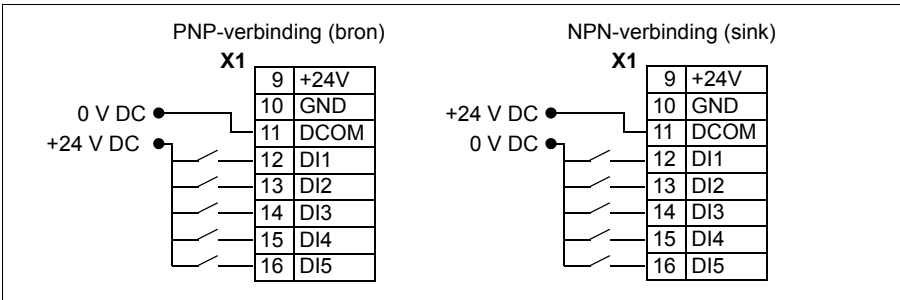 PNP-verbinding (bron)
X1
9 +24V
10 GND
11 DCOM
12 DI1
13 DI2
14 DI3
15 DI4
16 DI5
0 V DC
+24 V DC
NPN-verbinding (sink)
X1
9 +24V
10 GND
11 DCOM
12 DI1
13 DI2
14 DI3
15 DI4
16 DI5
+24 V DC
0 V DC